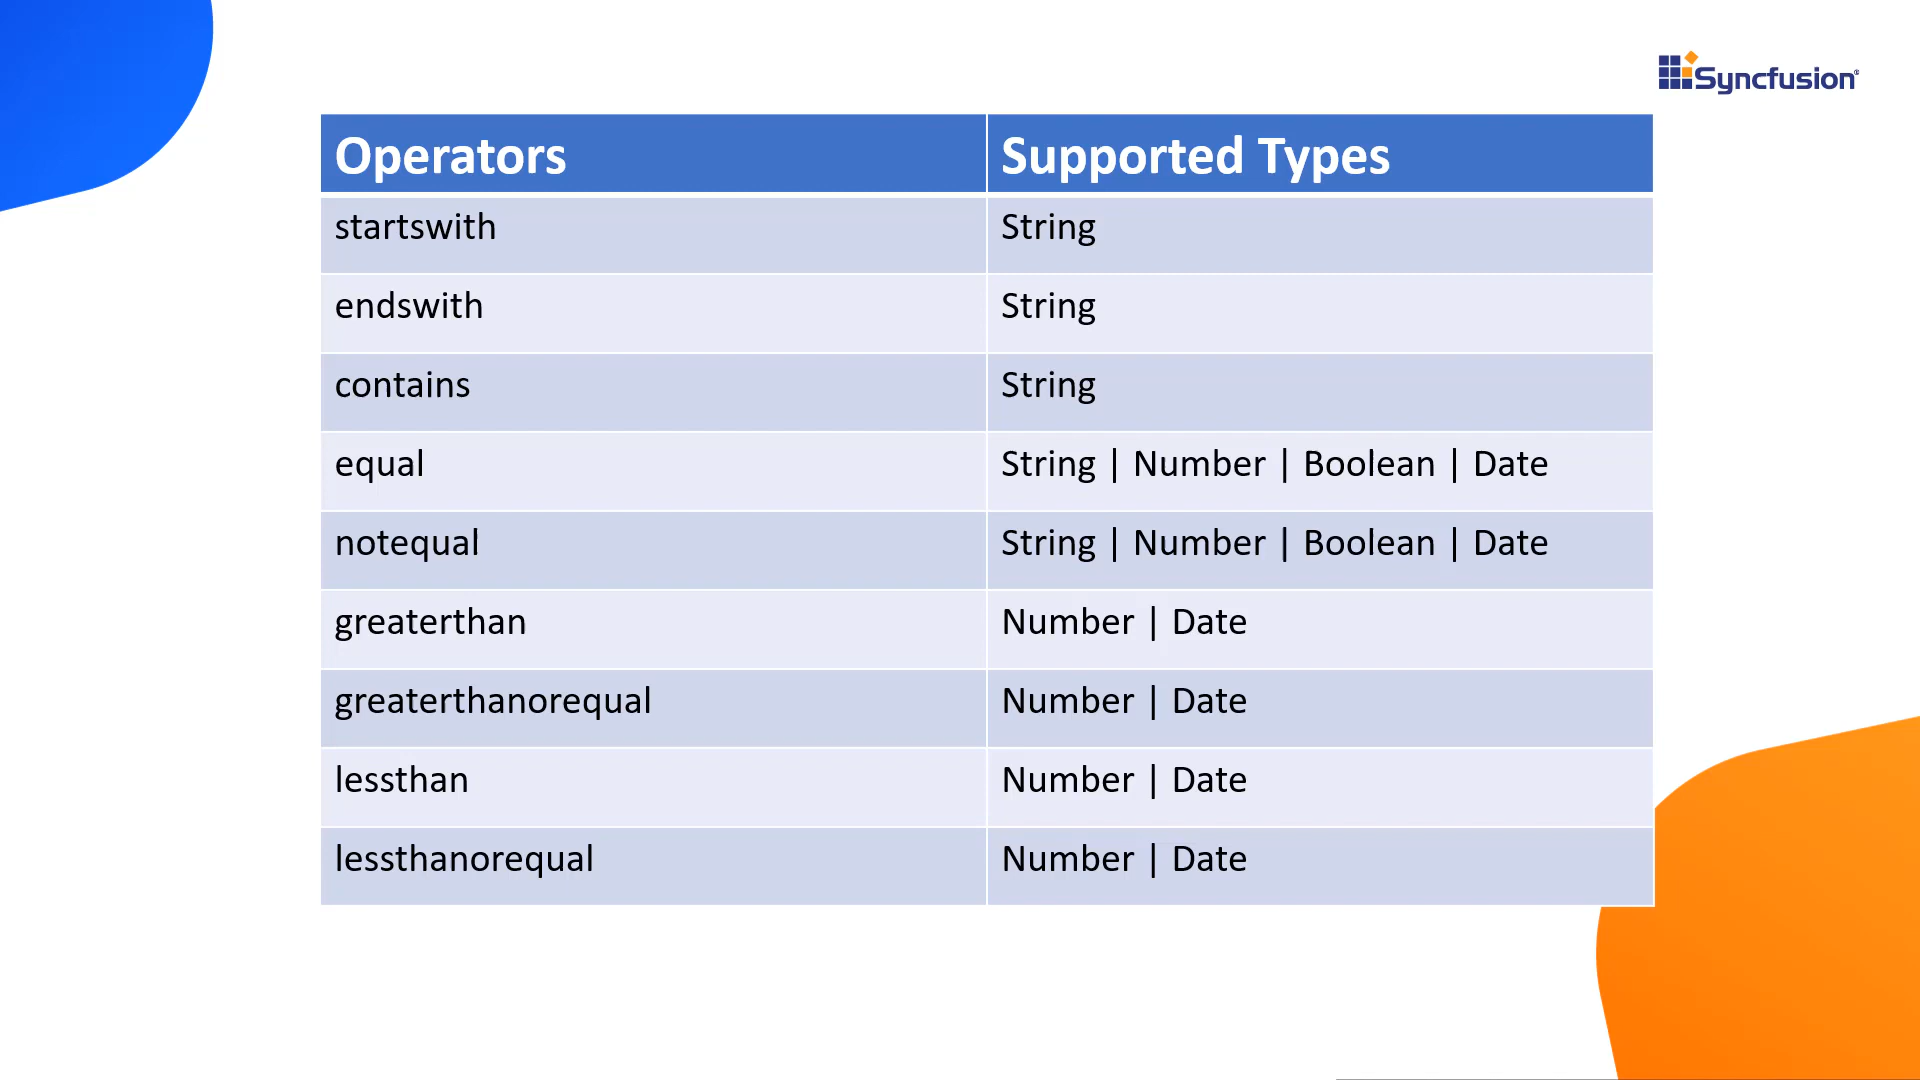 Syncfusion®
Operators Supported Types
startswith String
endswith String
contains String
equal String | Number | Boolean | Date
notequal String | Number | Boolean | Date
greaterthan Number | Date
greaterthanorequal Number | Date
lessthan Number | Date
lessthanorequal Number | Date